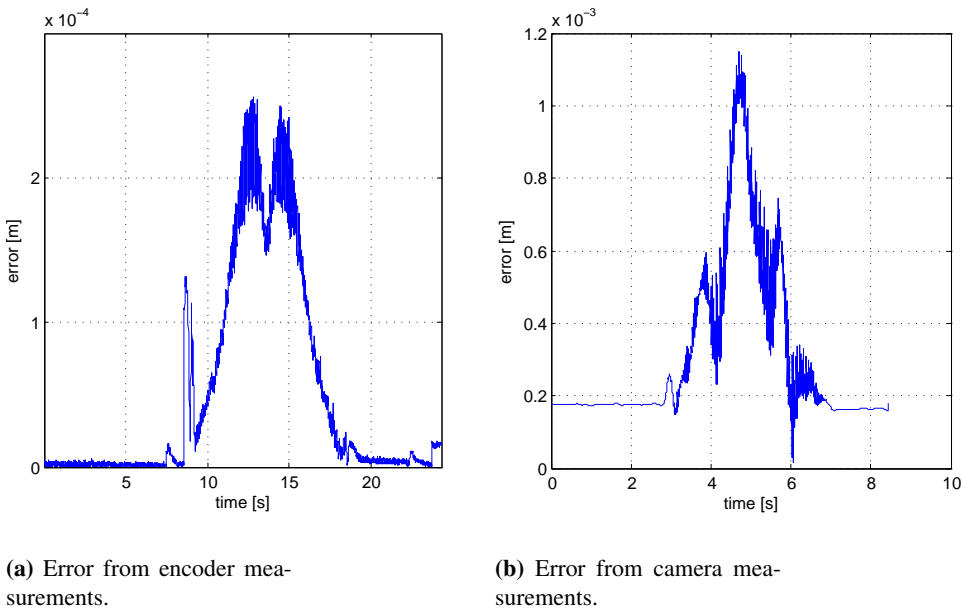 x 10⁻⁴
2
1
0
error [m]
5
10
15
20
time [s]
x 10⁻³
1.2
1
0.8
0.6
0.4
0.2
0
error [m]
0
2
4
6
8
10
time [s]
(a) Error from encoder mea-
surements.
(b) Error from camera mea-
surements.